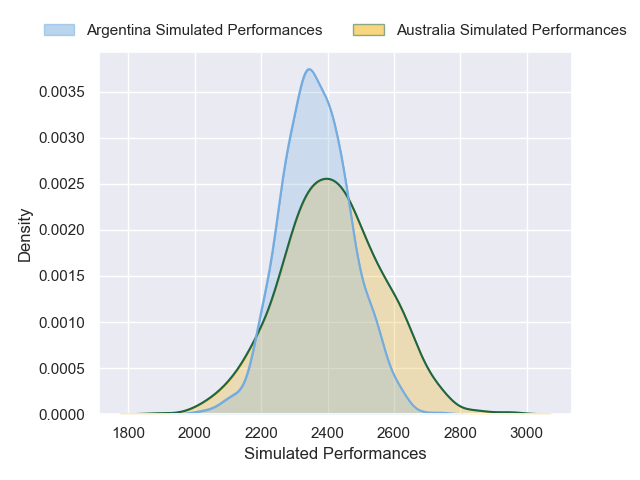 Argentina Simulated Performances
Australia Simulated Performances
0.0035
0.0030
0.0025
0.0020
0.0015
0.0010
0.0005
0.0000
Density
1800 2000 2200 2400 2600 2800 3000
Simulated Performances